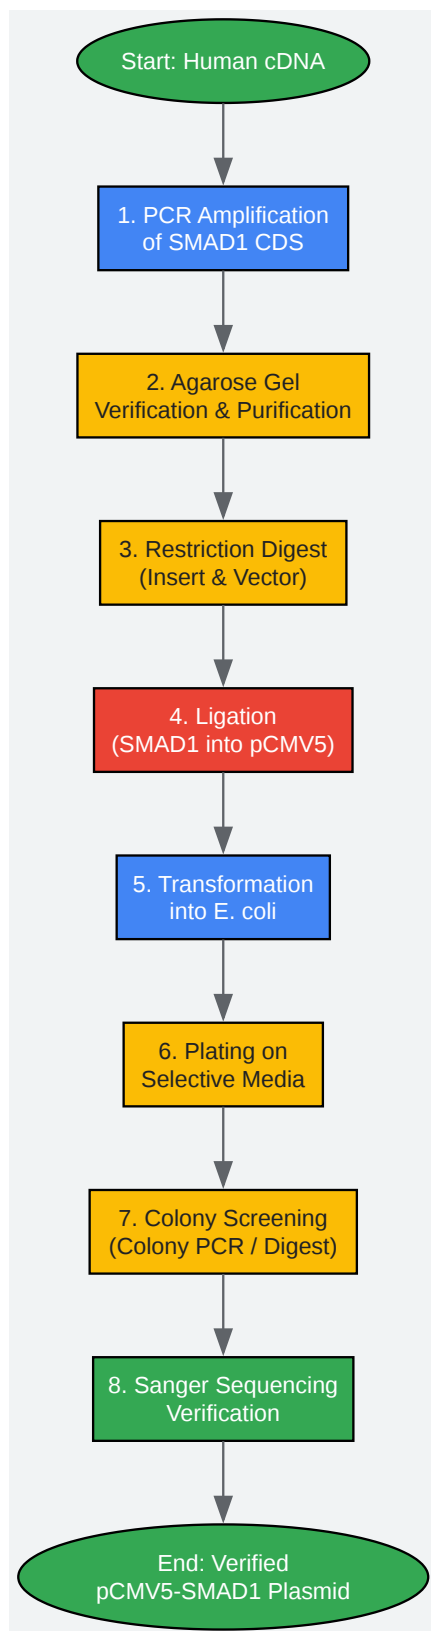 Start: Human cDNA
1. PCR Amplification
of SMAD1 CDS
2. Agarose Gel
Verification & Purification
3. Restriction Digest
(Insert & Vector)
4. Ligation
(SMAD1 into pCMV5)
5. Transformation
into E. coli
6. Plating on
Selective Media
7. Colony Screening
(Colony PCR / Digest)
8. Sanger Sequencing
Verification
End: Verified
pCMV5-SMAD1 Plasmid